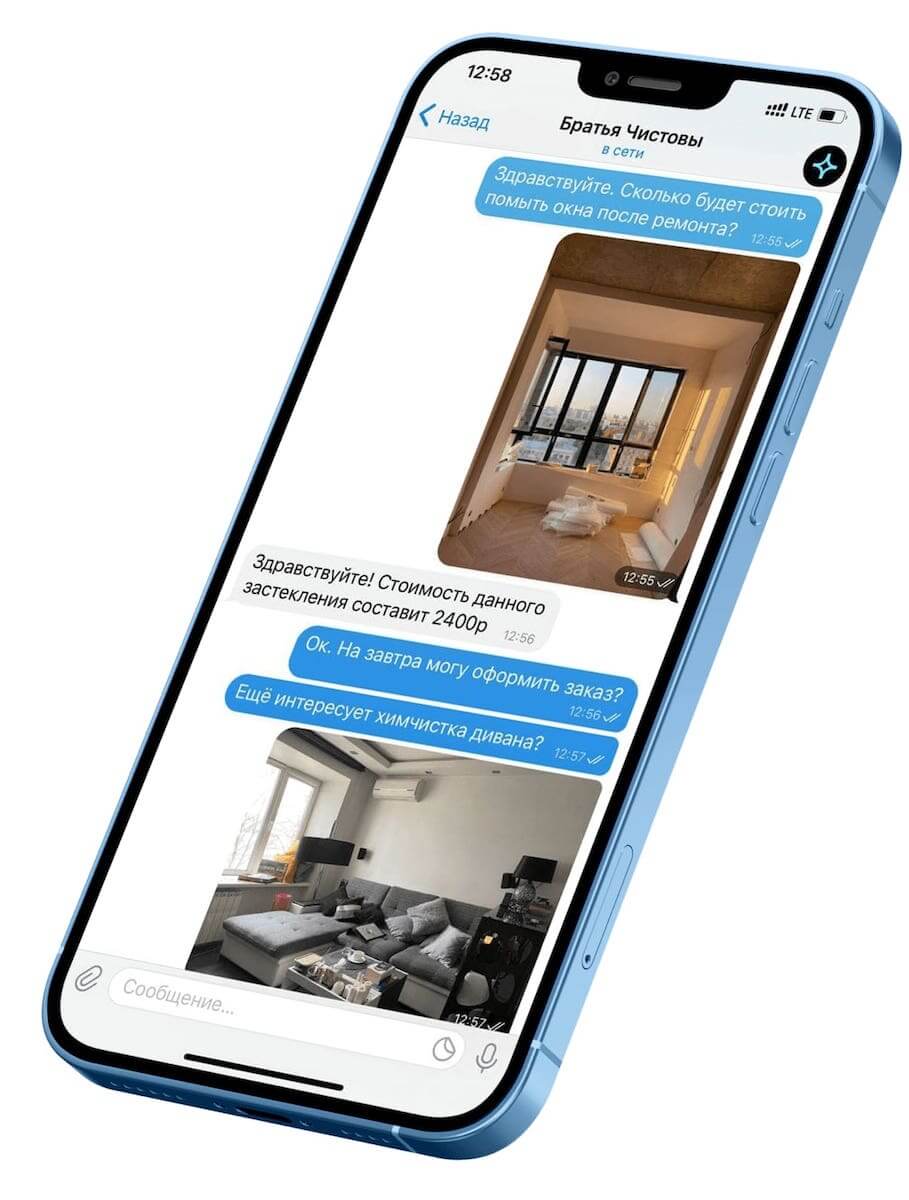 12:58
LTE
Назад
Братья Чистовы
в сети
Здравствуйте. Сколько будет стоить
помыть окна после ремонта?
12:55
12:55
Здравствуйте! Стоимость данного
застекления составит 2400р
12:56
Ок. На завтра могу оформить заказ?
12:56
Ещё интересует химчистка дивана?
12:57
12:57
Сообщение...